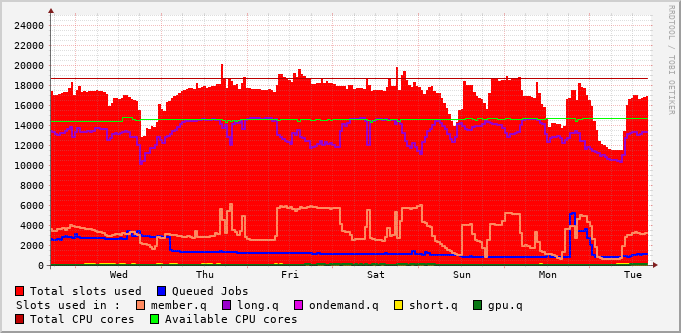 24000
22000
20000
18000
16000
14000
12000
10000
8000
6000
4000
2000
0
Wed Thu Fri Sat Sun Mon Tue
RRDTOOL / TOBI OETIKER
Total slots used Queued Jobs
Slots used in : member.q long.q ondemand.q short.q gpu.q
Total CPU cores Available CPU cores